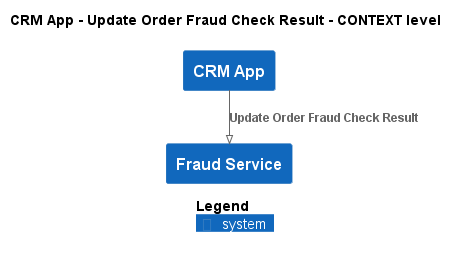 CRM App - Update Order Fraud Check Result - CONTEXT level
CRM App
Update Order Fraud Check Result
Fraud Service
Legend
system